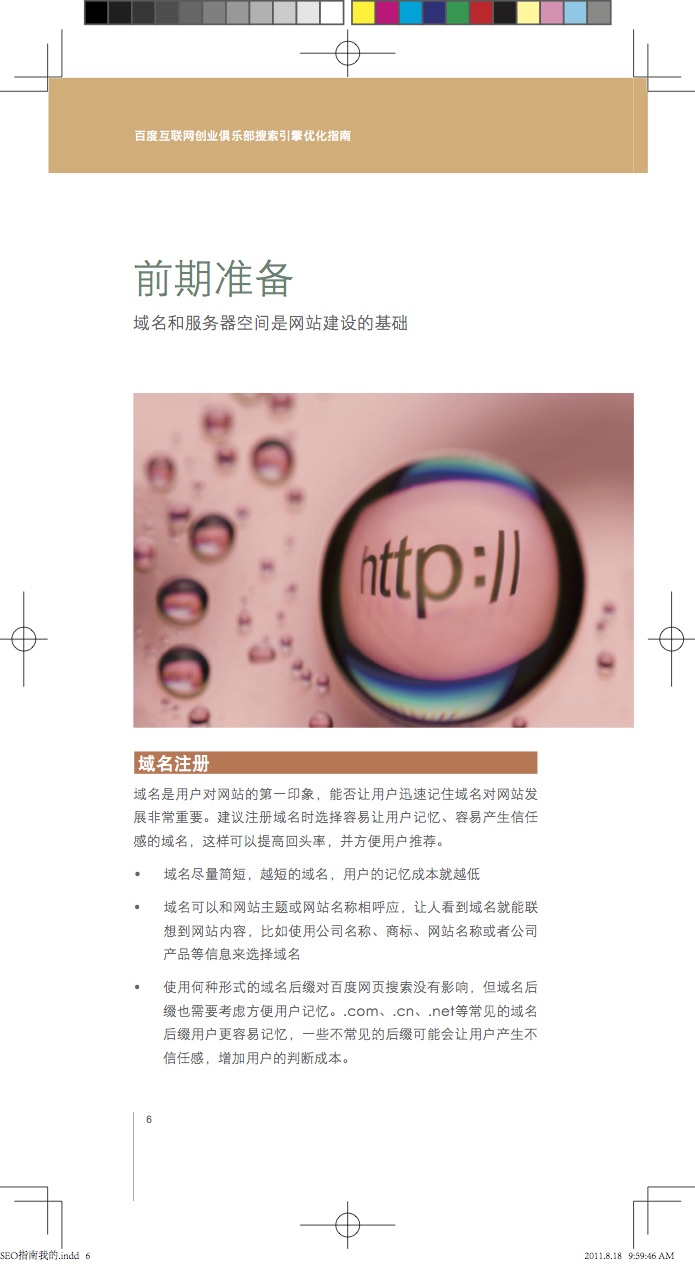 百度互联网创业俱乐部搜索引擎优化指南
前期准备
域名和服务器空间是网站建设的基础
http://
域名注册
域名是用户对网站的第一印象，能否让用户迅速记住域名对网站发
展非常重要。建议注册域名时选择容易让用户记忆、容易产生信任
感的域名，这样可以提高回头率，并方便用户推荐。
• 域名尽量简短，越短的域名，用户的记忆成本就越低
• 域名可以和网站主题或网站名称相呼应，让人看到域名就能联
想到网站内容，比如使用公司名称、商标、网站名称或者公司
产品等信息来选择域名
• 使用何种形式的域名后缀对百度网页搜索没有影响，但域名后
缀也需要考虑方便用户记忆。.com、.cn、.net等常见的域名
后缀用户更容易记忆，一些不常见的后缀可能会让用户产生不
信任感，增加用户的判断成本。
6
SEO指南我的.indd 6
2011.8.18 9:59:46 AM